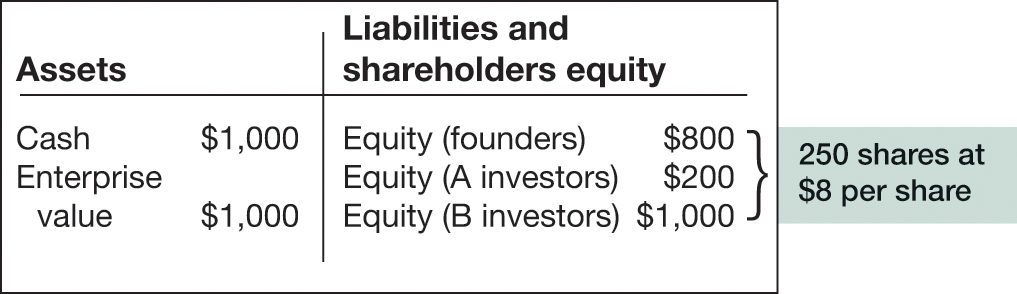 Assets
Liabilities and
shareholders equity
Cash $1,000
Enterprise
value $1,000
Equity (founders) $800
Equity (A investors) $200
Equity (B investors) $1,000
250 shares at
$8 per share